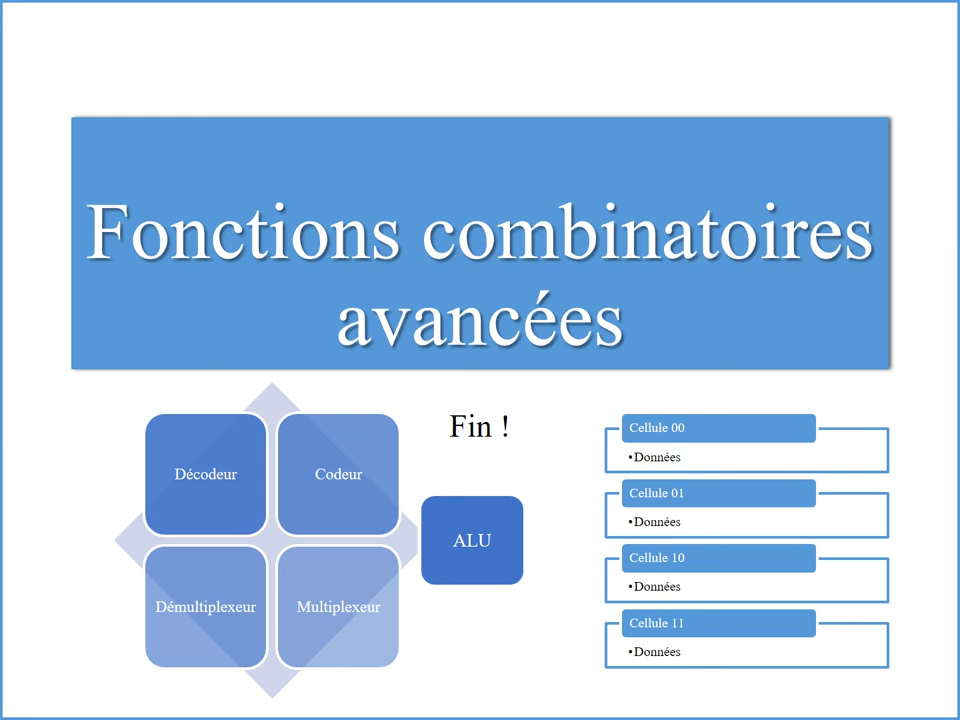 Fonctions combinatoires
avancées
Fin !
Décodeur
Codeur
ALU
Démultiplexeur
Multiplexeur
Cellule 00
•Données
Cellule 01
•Données
Cellule 10
•Données
Cellule 11
•Données